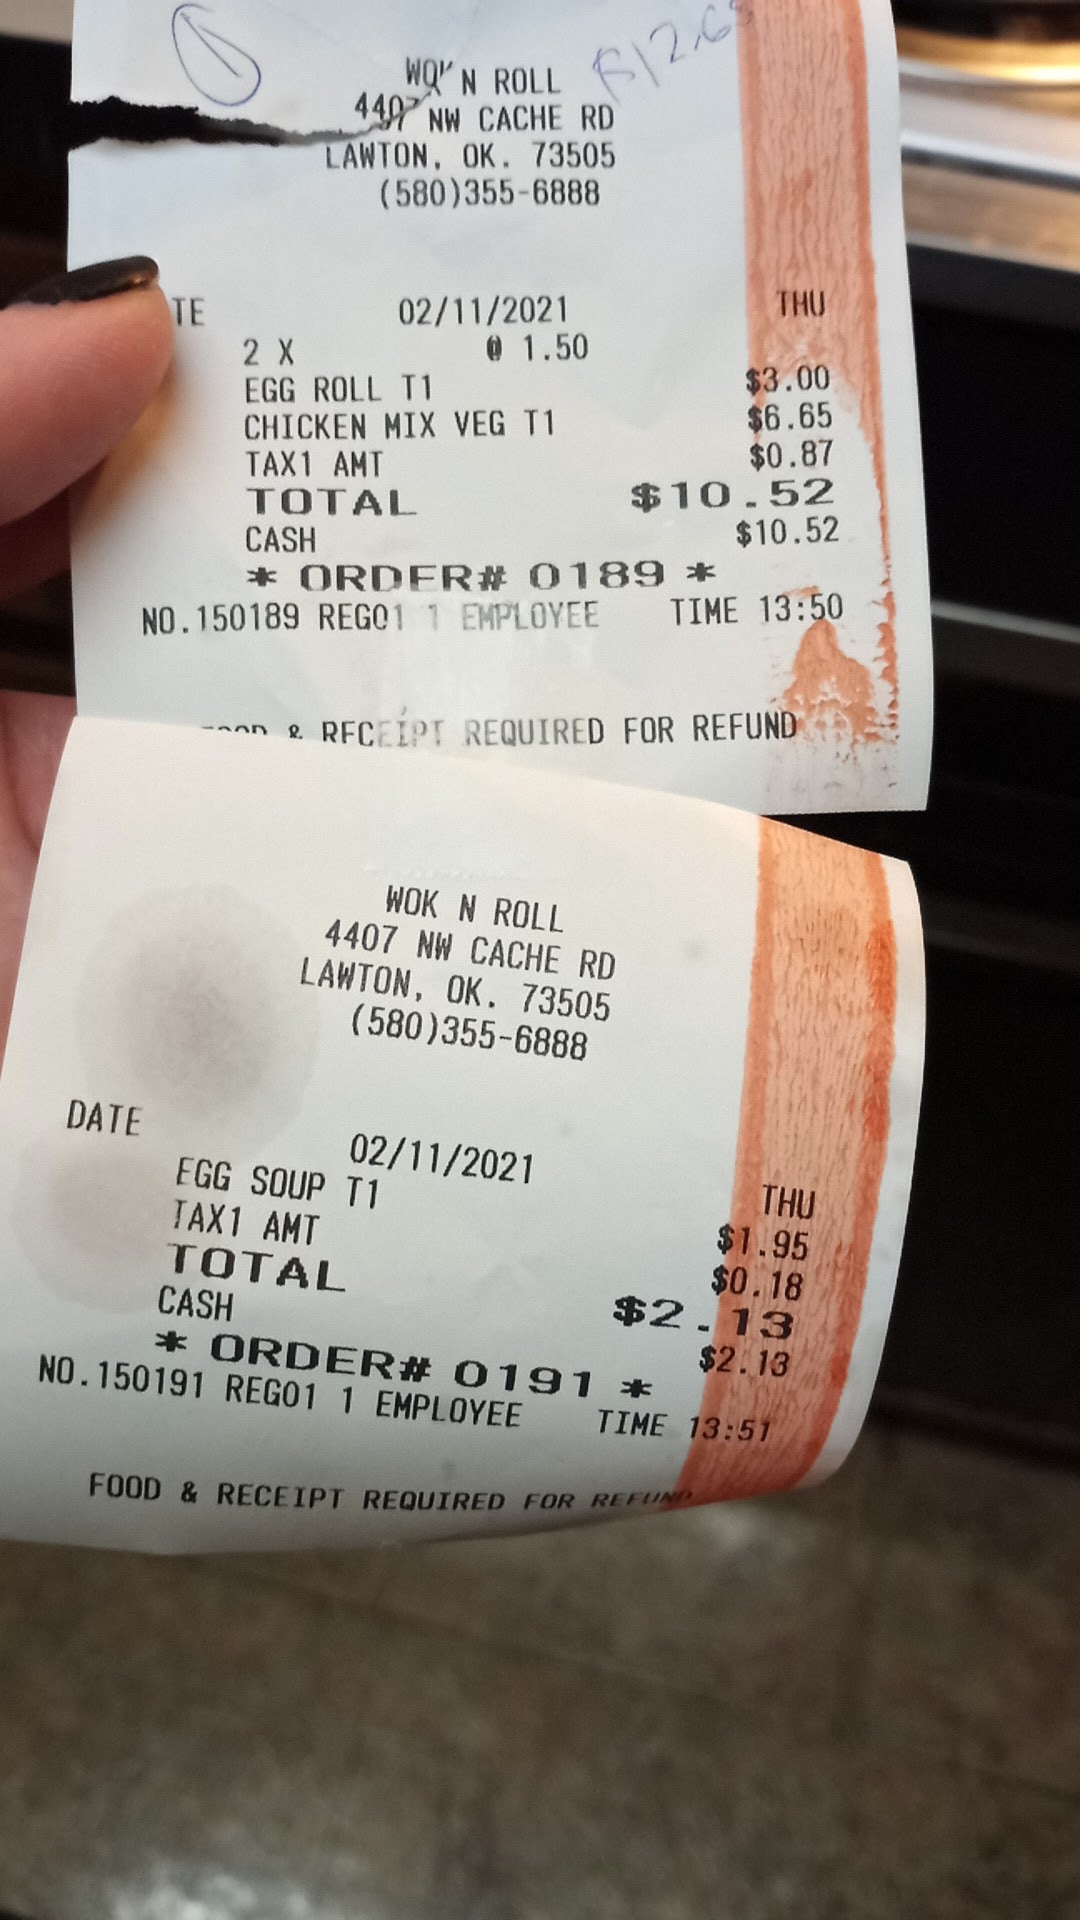 WOK N ROLL
4407 NW CACHE RD
LAWTON, OK. 73505
(580)355-6888
TE 02/11/2021 THU
2 X @ 1.50
EGG ROLL T1 $3.00
CHICKEN MIX VEG T1 $6.65
TAX1 AMT $0.87
TOTAL $10.52
CASH $10.52
* ORDER# 0189 *
NO.150189 REG01 1 EMPLOYEE TIME 13:50
FOOD & RECEIPT REQUIRED FOR REFUND
WOK N ROLL
4407 NW CACHE RD
LAWTON, OK. 73505
(580)355-6888
DATE 02/11/2021 THU
EGG SOUP T1 $1.95
TAX1 AMT $0.18
TOTAL $2.13
CASH $2.13
* ORDER# 0191 *
NO.150191 REG01 1 EMPLOYEE TIME 13:51
FOOD & RECEIPT REQUIRED FOR REFUND